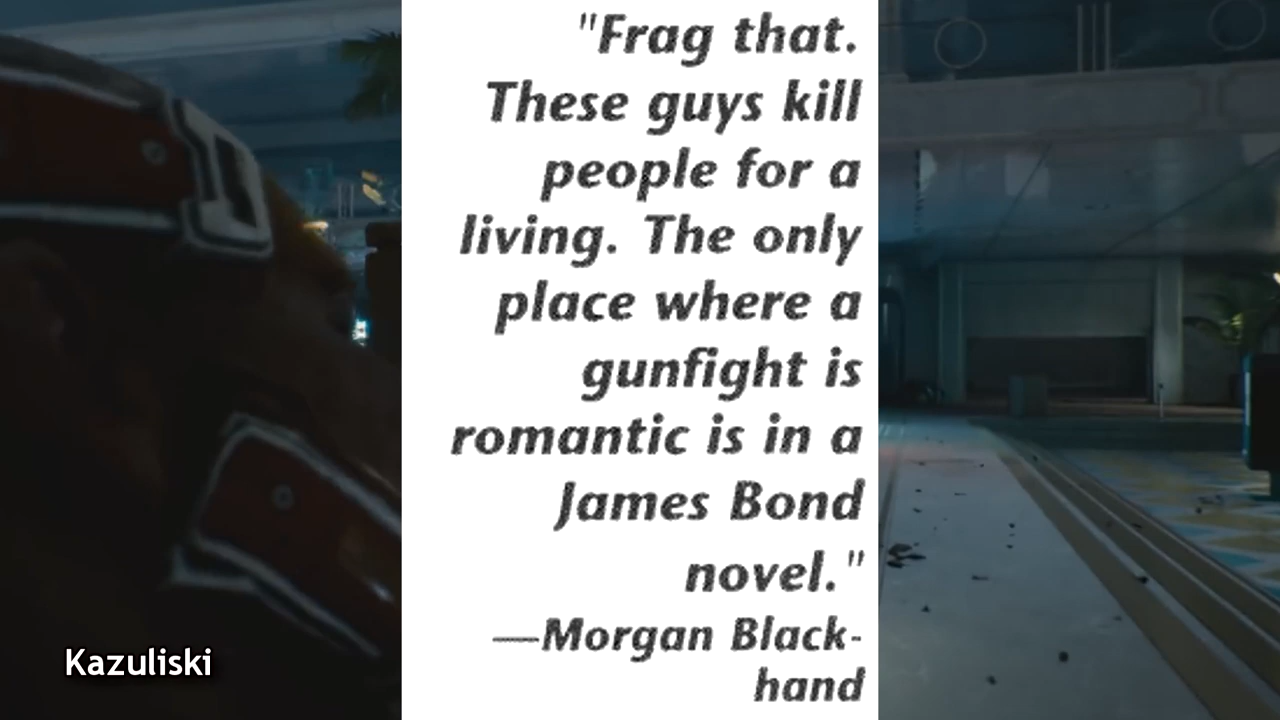 "Frag that.
These guys kill
people for a
living. The only
place where a
gunfight is
romantic is in a
James Bond
novel."
—Morgan Black-
hand
Kazuliski